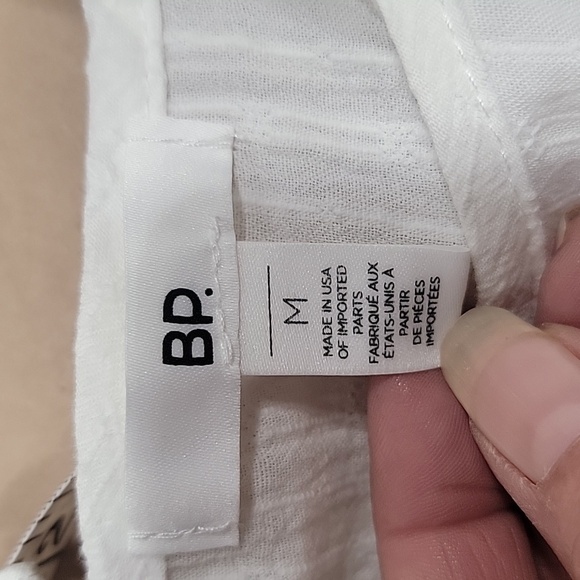 BP.
M
MADE IN USA
OF IMPORTED
PARTS
FABRIQUÉ AUX
ÉTATS-UNIS À
PARTIR
DE PIÈCES
IMPORTÉES